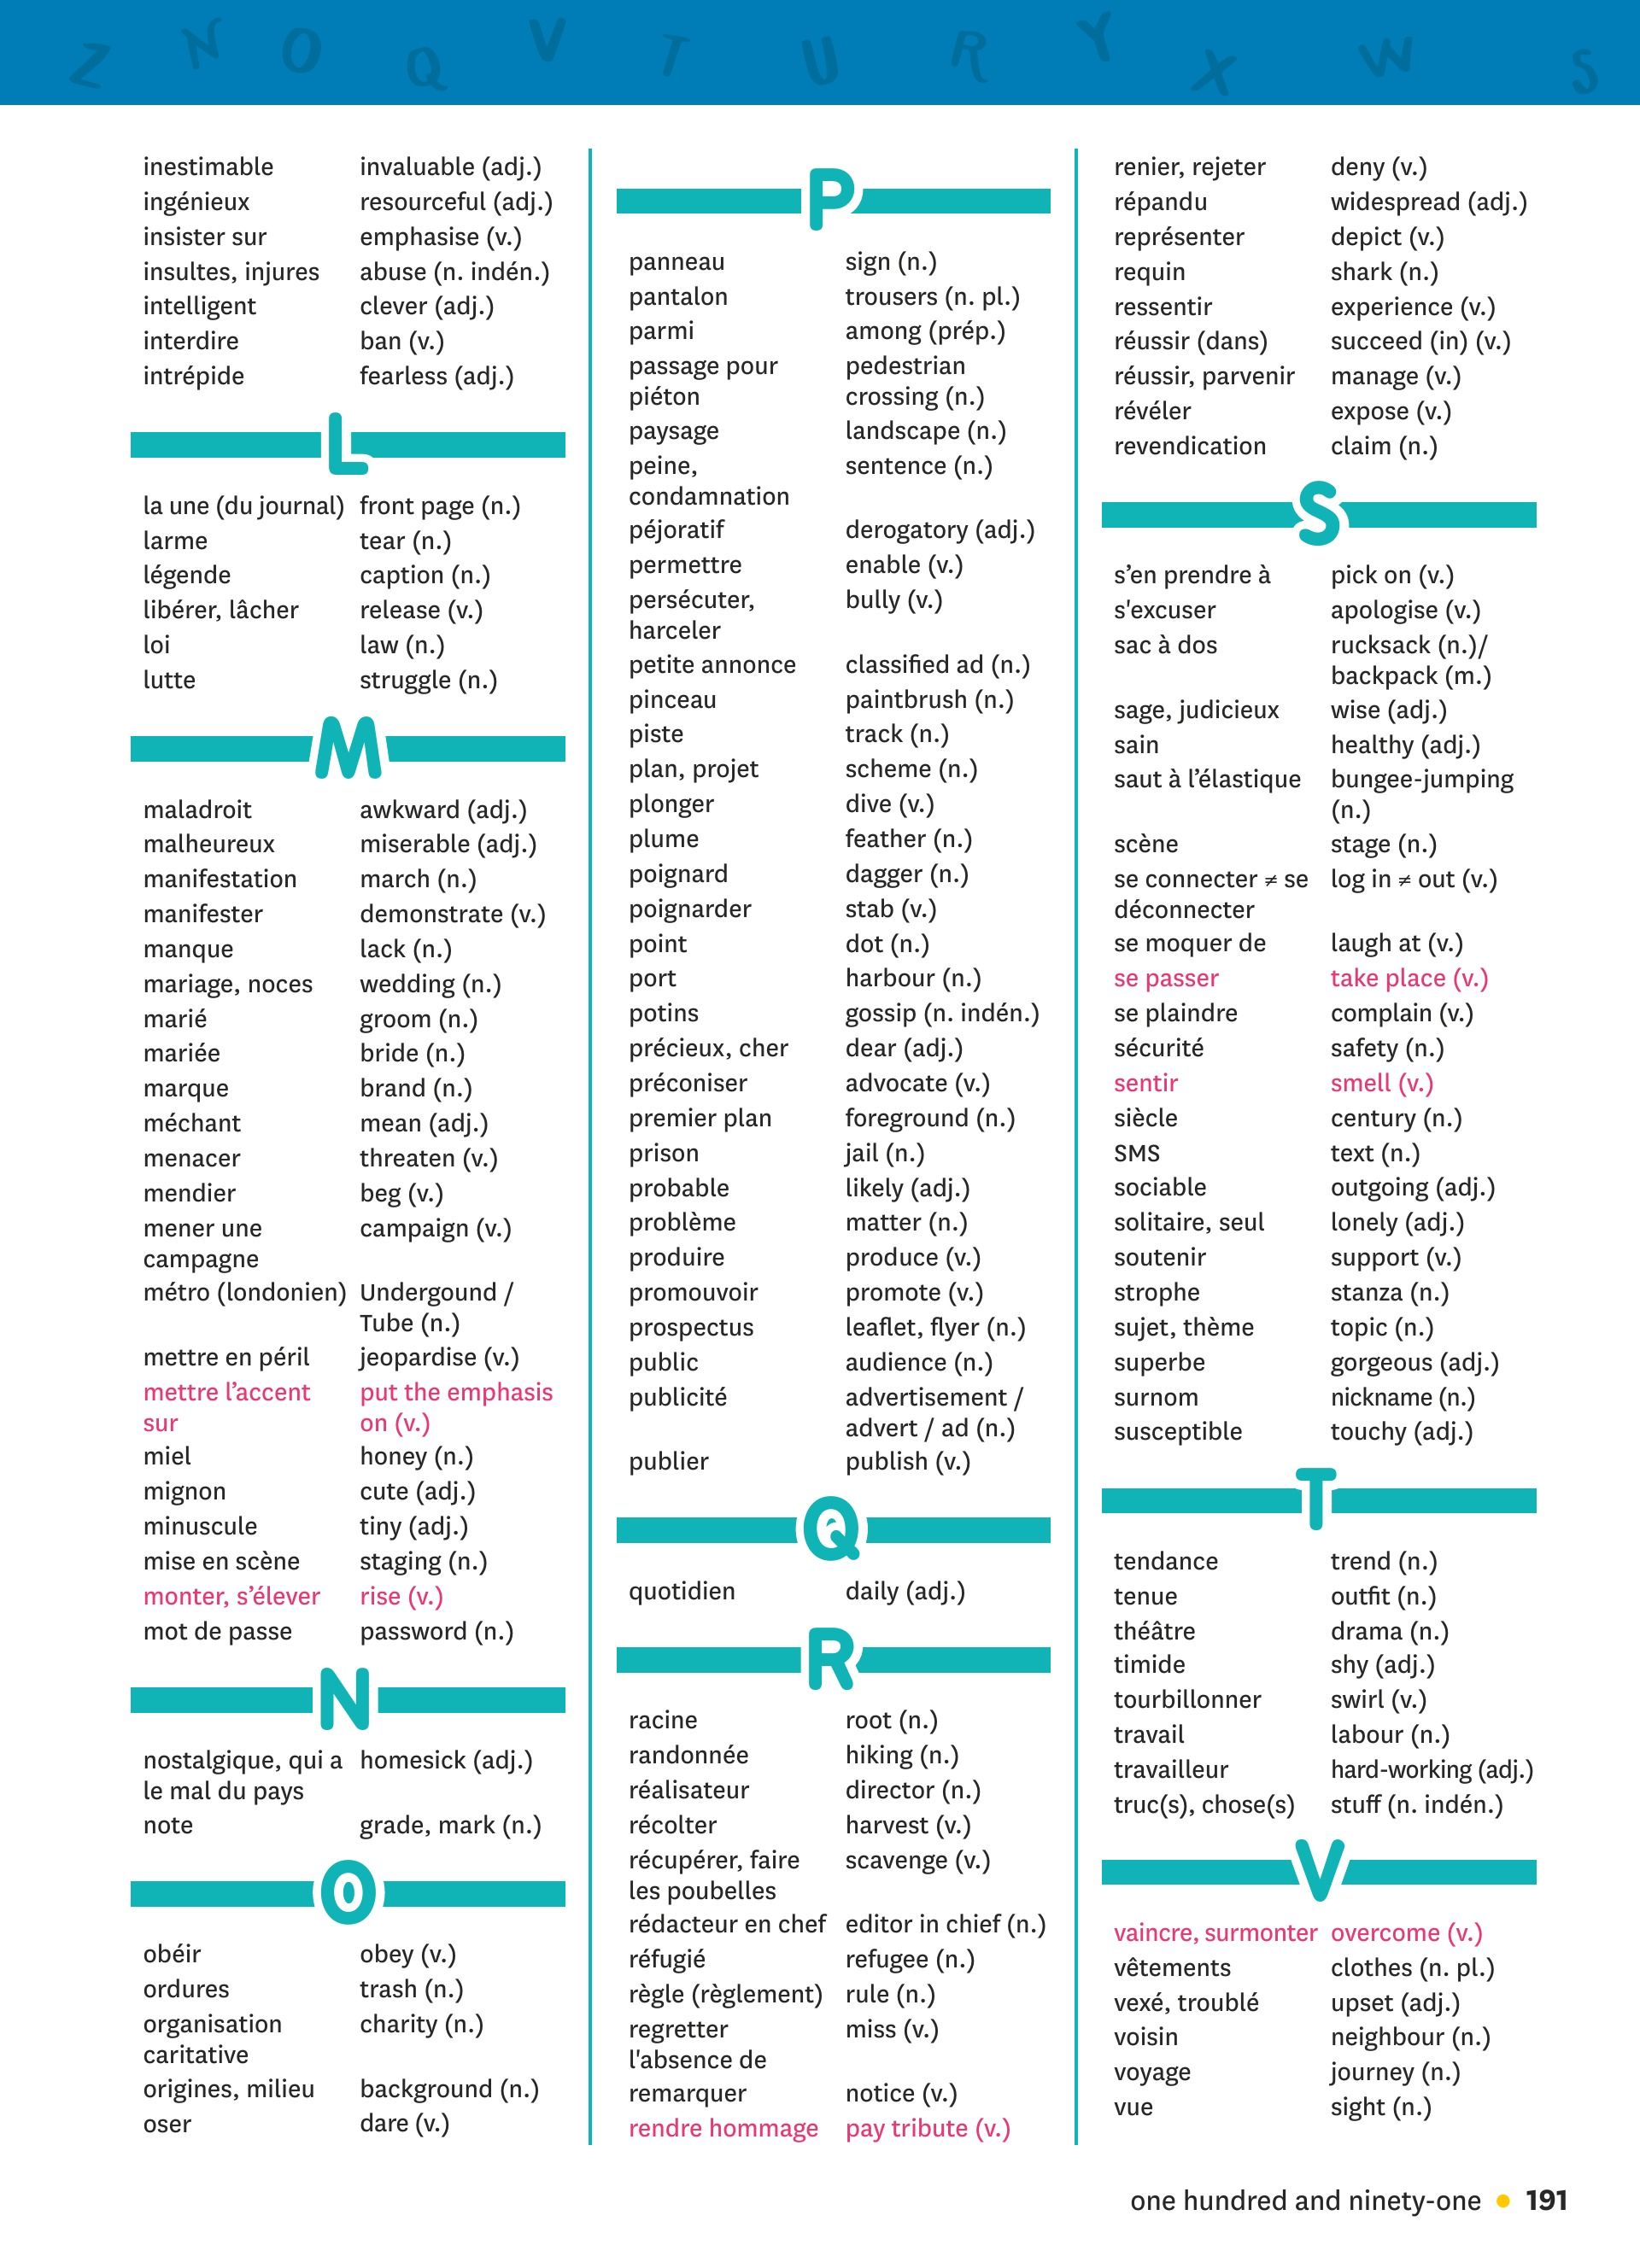 Z N O Q V T U R Y X W S
inestimable invaluable (adj.)
ingénieux resourceful (adj.)
insister sur emphasise (v.)
insultes, injures abuse (n. indén.)
intelligent clever (adj.)
interdire ban (v.)
intrépide fearless (adj.)
L
la une (du journal) front page (n.)
larme tear (n.)
légende caption (n.)
libérer, lâcher release (v.)
loi law (n.)
lutte struggle (n.)
M
maladroit awkward (adj.)
malheureux miserable (adj.)
manifestation march (n.)
manifester demonstrate (v.)
manque lack (n.)
mariage, noces wedding (n.)
marié groom (n.)
mariée bride (n.)
marque brand (n.)
méchant mean (adj.)
menacer threaten (v.)
mendier beg (v.)
mener une campaign (v.)
campagne
métro (londonien) Undergound /
Tube (n.)
mettre en péril jeopardise (v.)
mettre l’accent put the emphasis
sur on (v.)
miel honey (n.)
mignon cute (adj.)
minuscule tiny (adj.)
mise en scène staging (n.)
monter, s’élever rise (v.)
mot de passe password (n.)
N
nostalgique, qui a homesick (adj.)
le mal du pays
note grade, mark (n.)
O
obéir obey (v.)
ordures trash (n.)
organisation charity (n.)
caritative
origines, milieu background (n.)
oser dare (v.)
P
panneau sign (n.)
pantalon trousers (n. pl.)
parmi among (prép.)
passage pour pedestrian
piéton crossing (n.)
paysage landscape (n.)
peine, sentence (n.)
condamnation
péjoratif derogatory (adj.)
permettre enable (v.)
persécuter, bully (v.)
harceler
petite annonce classified ad (n.)
pinceau paintbrush (n.)
piste track (n.)
plan, projet scheme (n.)
plonger dive (v.)
plume feather (n.)
poignard dagger (n.)
poignarder stab (v.)
point dot (n.)
port harbour (n.)
potins gossip (n. indén.)
précieux, cher dear (adj.)
préconiser advocate (v.)
premier plan foreground (n.)
prison jail (n.)
probable likely (adj.)
problème matter (n.)
produire produce (v.)
promouvoir promote (v.)
prospectus leaflet, flyer (n.)
public audience (n.)
publicité advertisement /
advert / ad (n.)
publier publish (v.)
Q
quotidien daily (adj.)
R
racine root (n.)
randonnée hiking (n.)
réalisateur director (n.)
récolter harvest (v.)
récupérer, faire scavenge (v.)
les poubelles
rédacteur en chef editor in chief (n.)
réfugié refugee (n.)
règle (règlement) rule (n.)
regretter miss (v.)
l'absence de
remarquer notice (v.)
rendre hommage pay tribute (v.)
renier, rejeter deny (v.)
répandu widespread (adj.)
représenter depict (v.)
requin shark (n.)
ressentir experience (v.)
réussir (dans) succeed (in) (v.)
réussir, parvenir manage (v.)
révéler expose (v.)
revendication claim (n.)
S
s’en prendre à pick on (v.)
s'excuser apologise (v.)
sac à dos rucksack (n.)/
backpack (m.)
sage, judicieux wise (adj.)
sain healthy (adj.)
saut à l’élastique bungee-jumping
(n.)
scène stage (n.)
se connecter ≠ se log in ≠ out (v.)
déconnecter
se moquer de laugh at (v.)
se passer take place (v.)
se plaindre complain (v.)
sécurité safety (n.)
sentir smell (v.)
siècle century (n.)
SMS text (n.)
sociable outgoing (adj.)
solitaire, seul lonely (adj.)
soutenir support (v.)
strophe stanza (n.)
sujet, thème topic (n.)
superbe gorgeous (adj.)
surnom nickname (n.)
susceptible touchy (adj.)
T
tendance trend (n.)
tenue outfit (n.)
théâtre drama (n.)
timide shy (adj.)
tourbillonner swirl (v.)
travail labour (n.)
travailleur hard-working (adj.)
truc(s), chose(s) stuff (n. indén.)
V
vaincre, surmonter overcome (v.)
vêtements clothes (n. pl.)
vexé, troublé upset (adj.)
voisin neighbour (n.)
voyage journey (n.)
vue sight (n.)
one hundred and ninety-one • 191